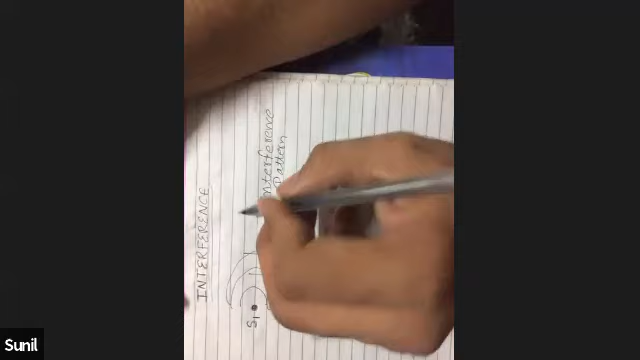 INTERFERENCE
Interference
Pattern
S1
Sunil